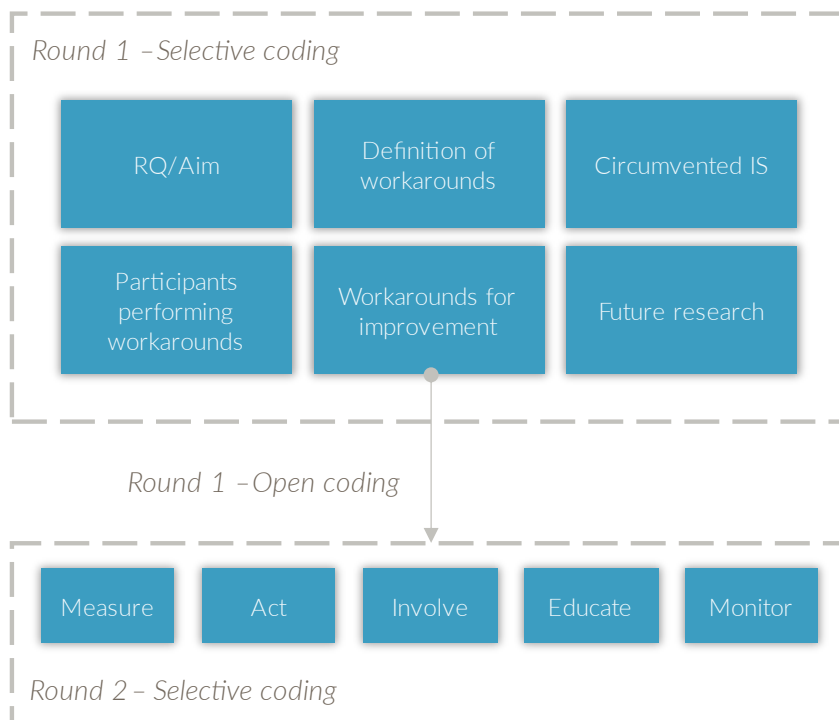 Round 1 – Selective coding
RQ/Aim
Definition of
workarounds
Circumvented IS
Participants
performing
workarounds
Workarounds for
improvement
Future research
Round 1 – Open coding
Measure
Act
Involve
Educate
Monitor
Round 2 – Selective coding